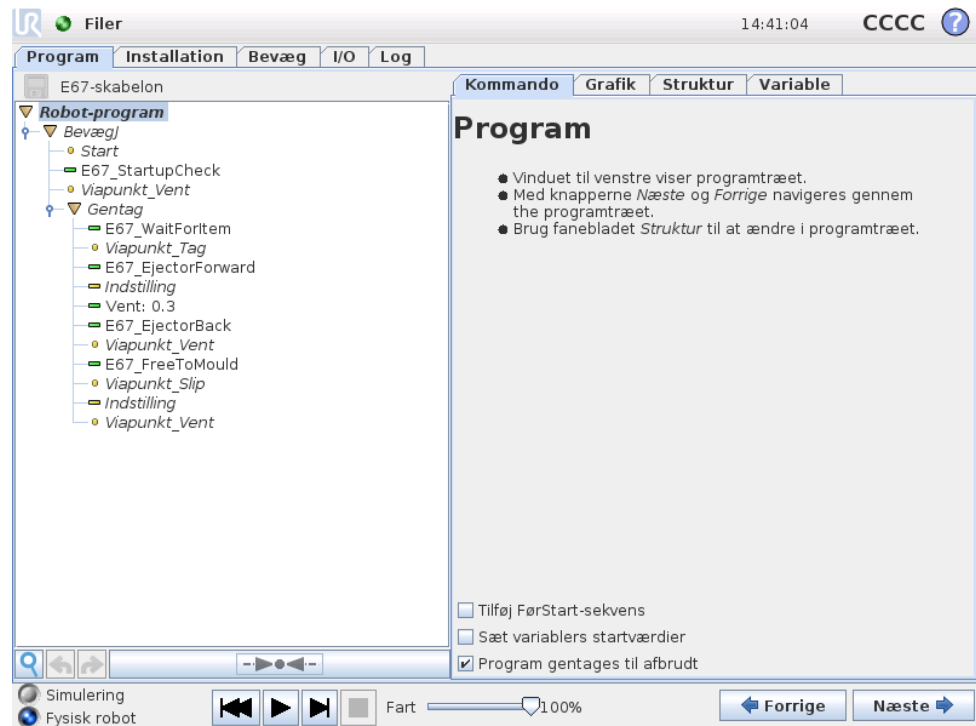 UR Filer 14:41:04 CCCC ?
Program Installation Bevæg I/O Log
E67-skabelon
Robot-program
BevægJ
Start
E67_StartupCheck
Viapunkt_Vent
Gentag
E67_WaitForItem
Viapunkt_Tag
E67_EjectorForward
Indstilling
Vent: 0.3
E67_EjectorBack
Viapunkt_Vent
E67_FreeToMould
Viapunkt_Slip
Indstilling
Viapunkt_Vent
Kommando Grafik Struktur Variable
Program
Vinduet til venstre viser programtræet.
Med knapperne Næste og Forrige navigeres gennem
the programtræet.
Brug fanebladet Struktur til at ændre i programtræet.
Tilføj FørStart-sekvens
Sæt variablers startværdier
Program gentages til afbrudt
Simulering
Fysisk robot
Fart 100%
Forrige Næste